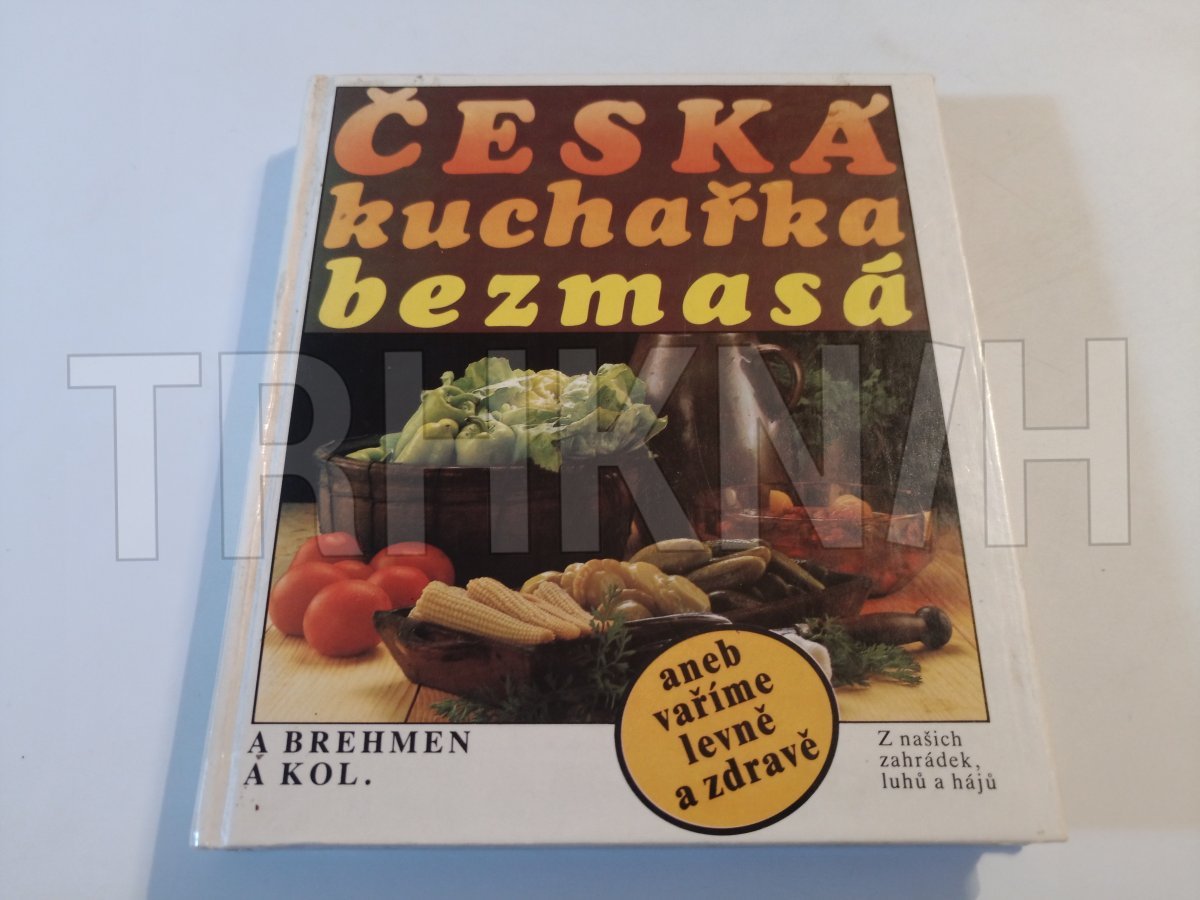 ČESKÁ
kuchařka
bezmasá
TRHKNIH
aneb
vaříme
levně
a zdravě
A BREHMEN
A KOL.
Z našich
zahrádek,
luhů a hájů